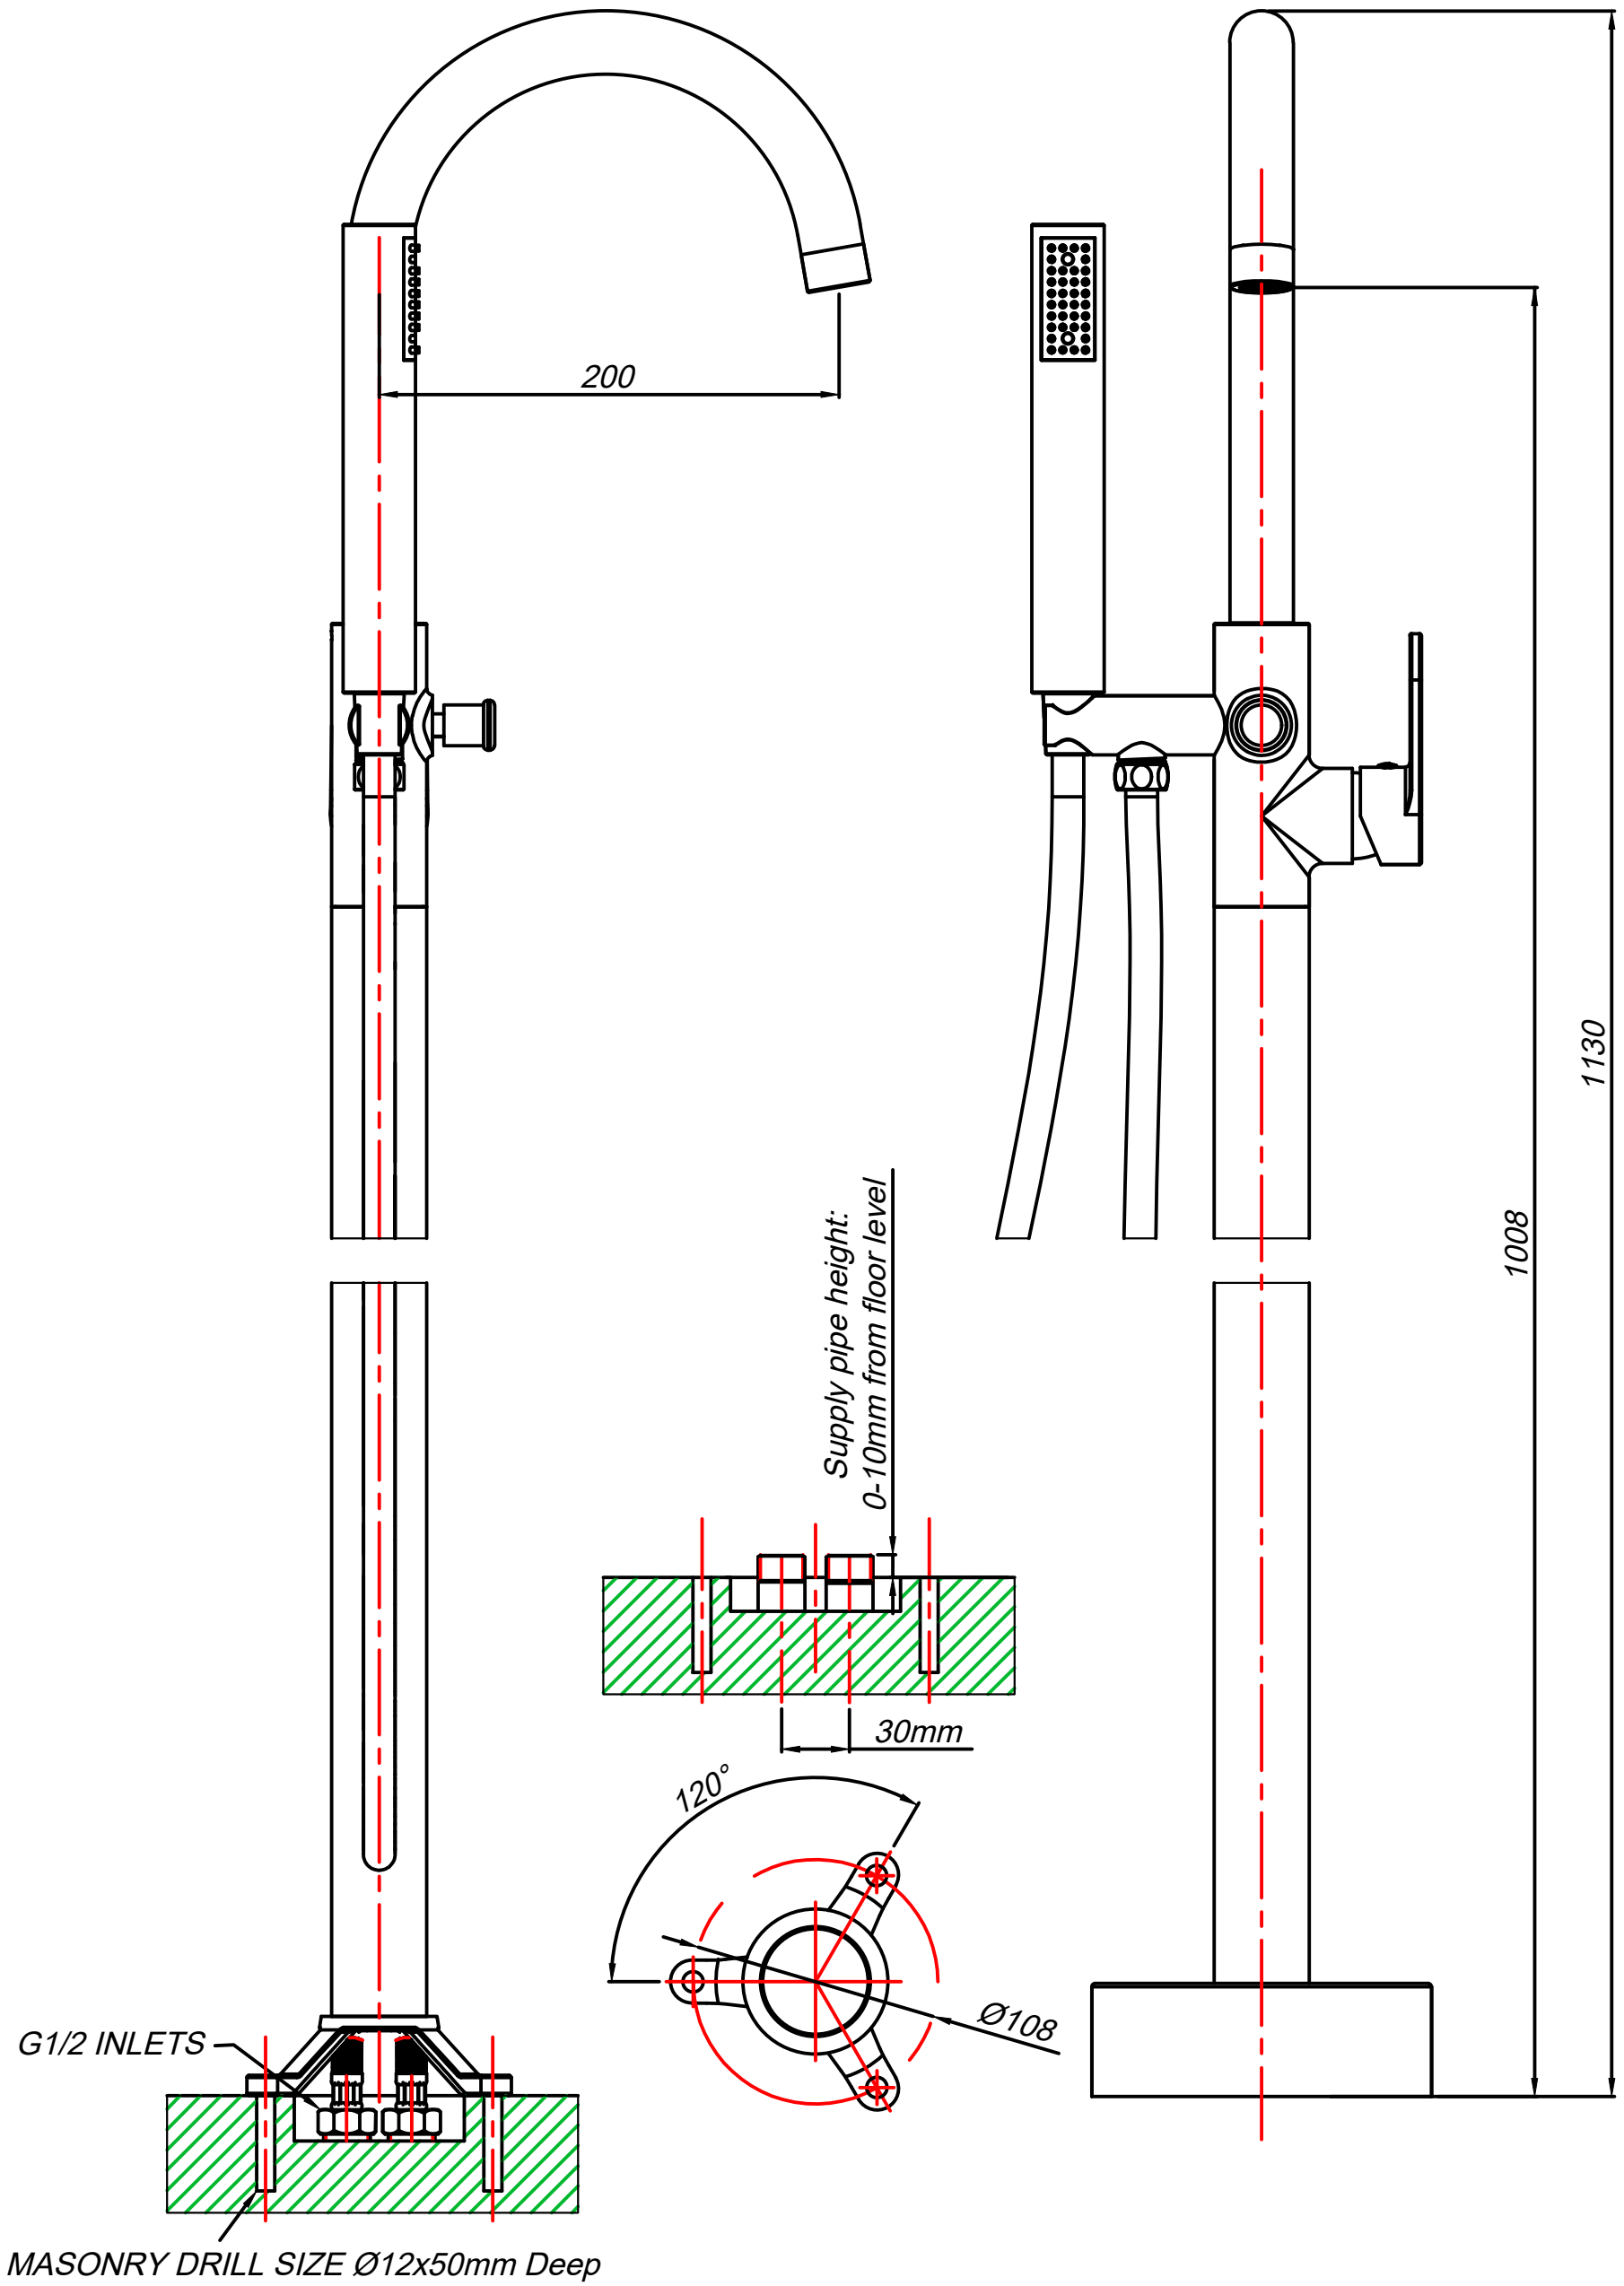 200
1130
1008
Supply pipe height:
0-10mm from floor level
30mm
120°
Ø108
G1/2 INLETS
MASONRY DRILL SIZE Ø12x50mm Deep